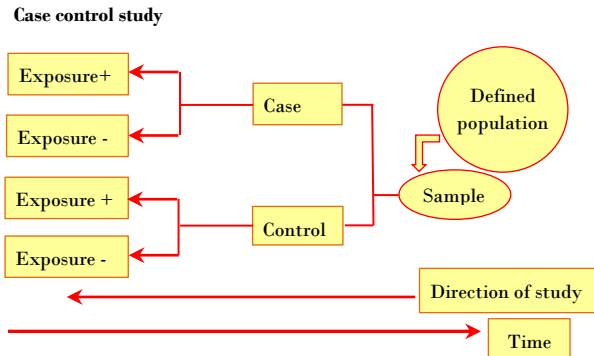 Case control study
Exposure+
Exposure -
Exposure +
Exposure -
Case
Control
Defined
population
Sample
Direction of study
Time